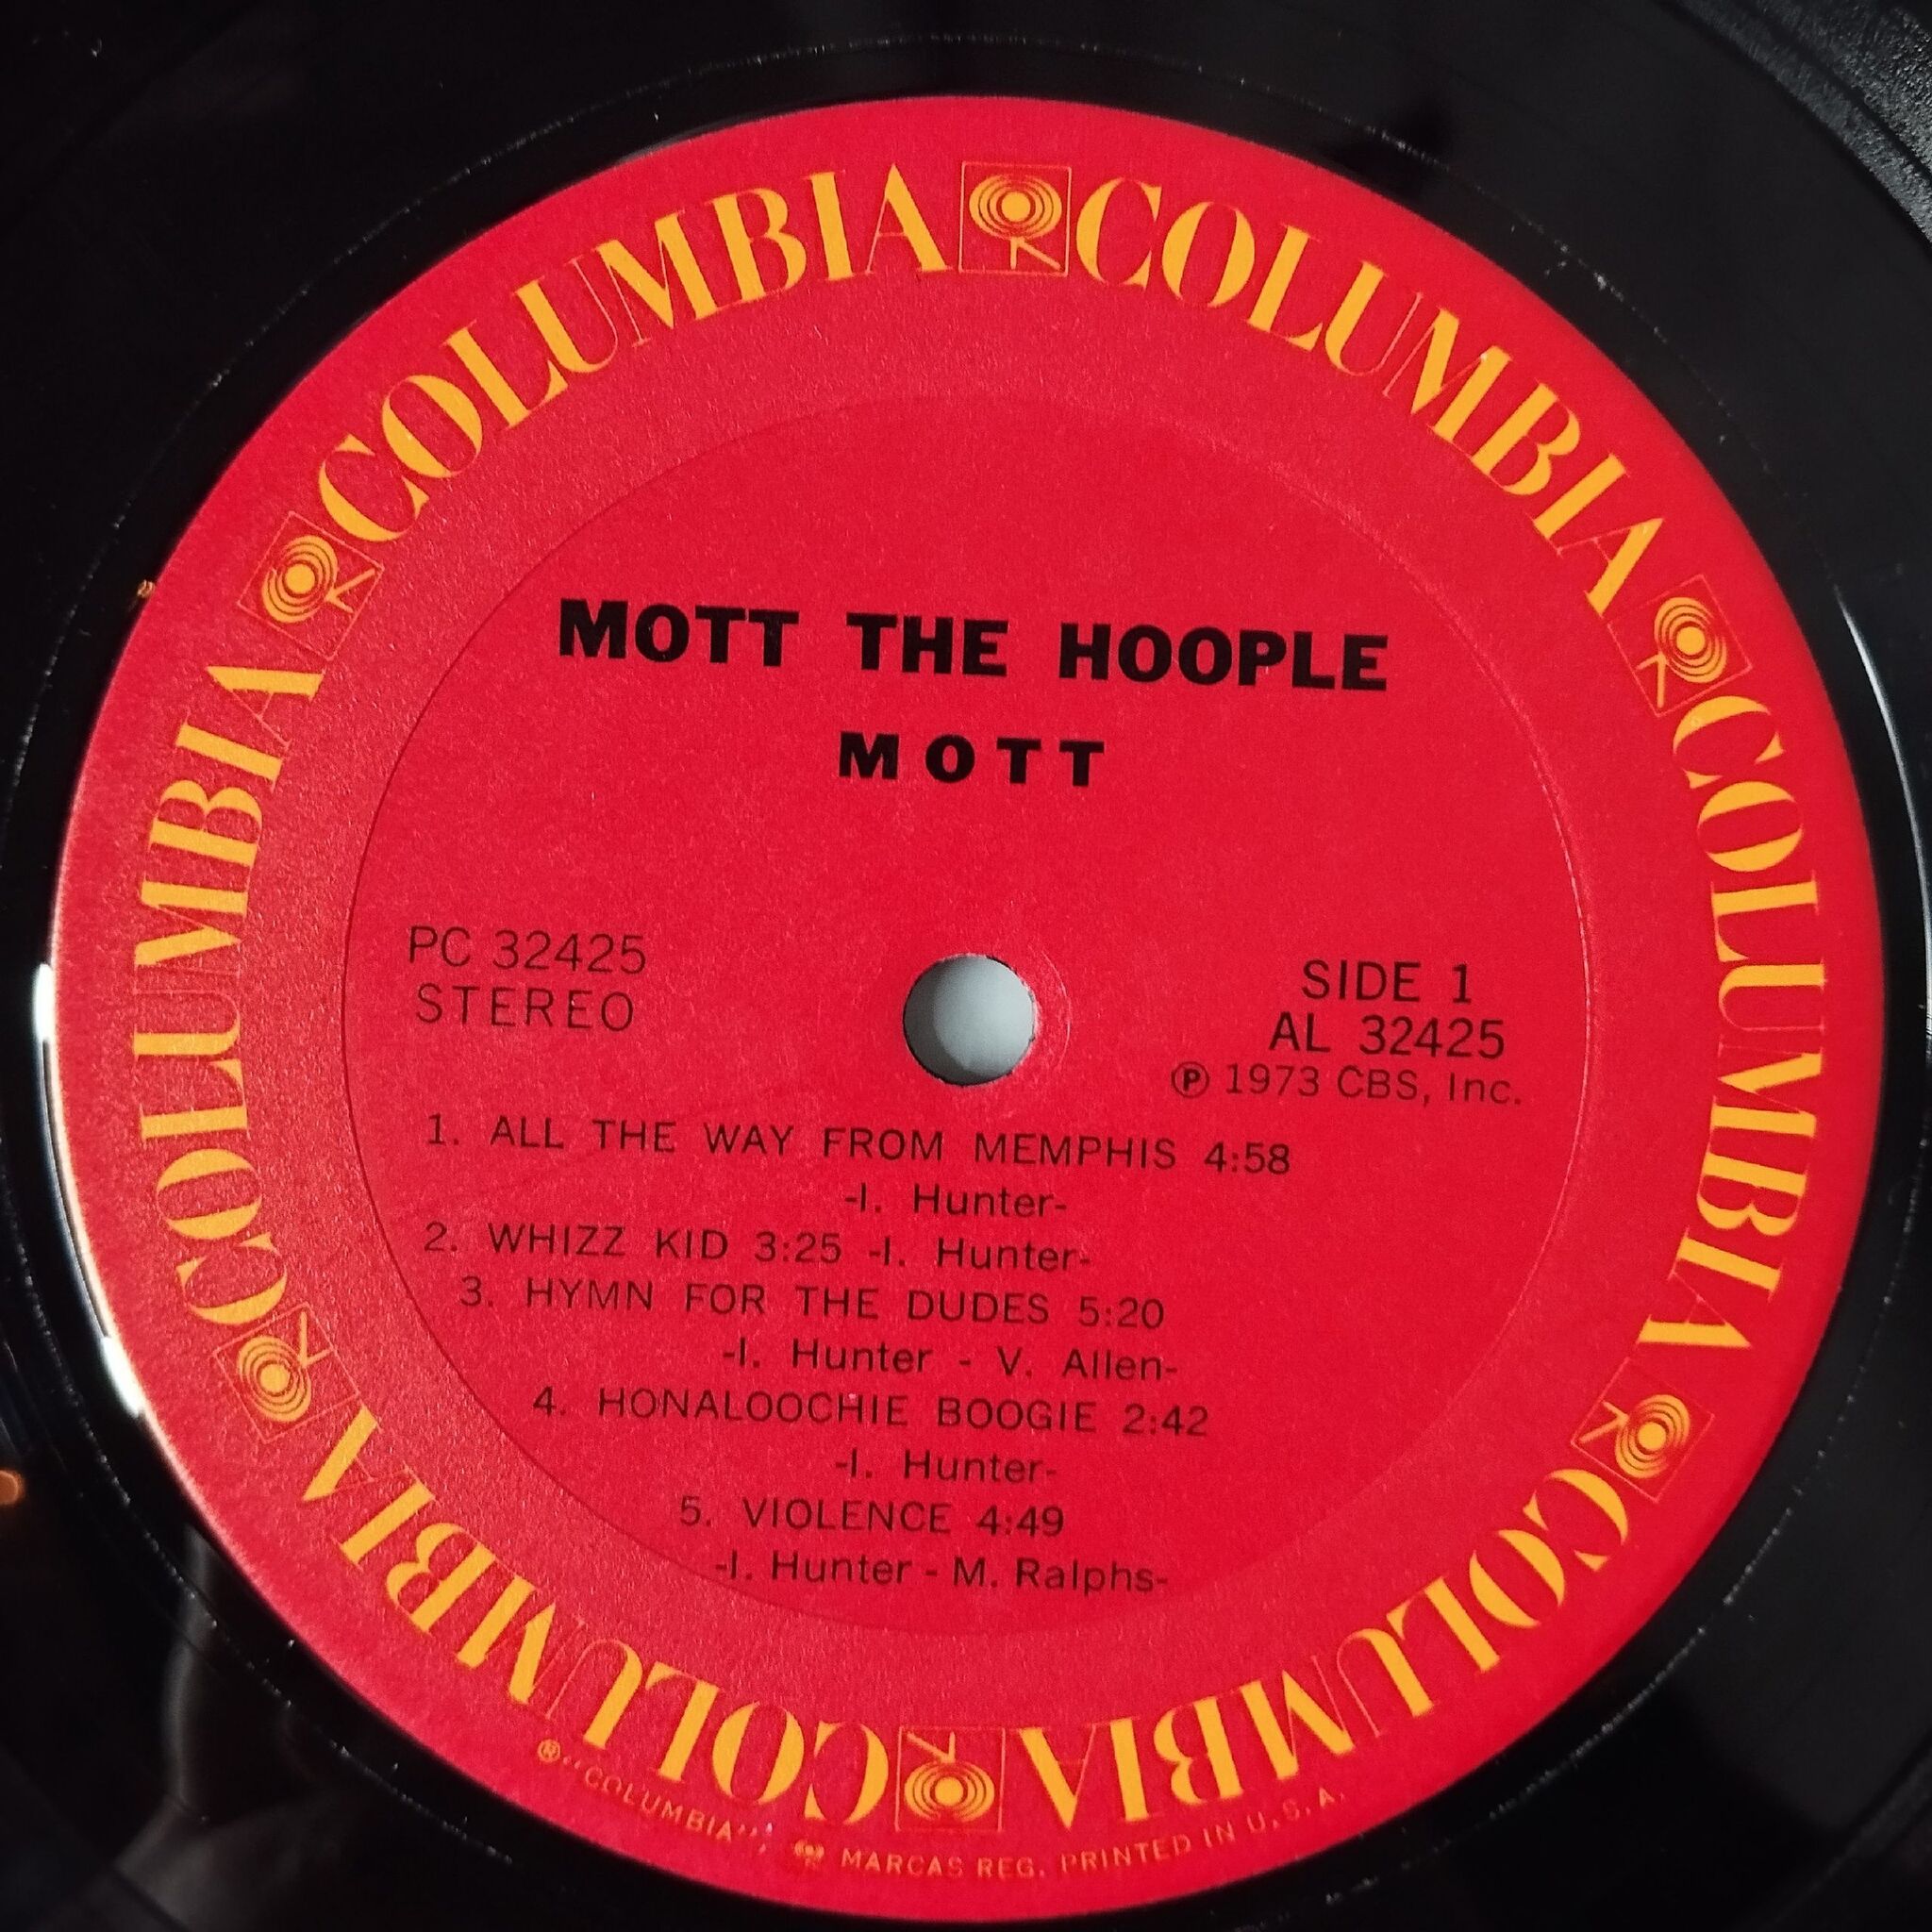 COLUMBIA COLUMBIA COLUMBIA COLUMBIA COLUMBIA COLUMBIA
MOTT THE HOOPLE
MOTT
PC 32425
STEREO
SIDE 1
AL 32425
Ⓟ 1973 CBS, Inc.
1. ALL THE WAY FROM MEMPHIS 4:58
-I. Hunter-
2. WHIZZ KID 3:25 -I. Hunter-
3. HYMN FOR THE DUDES 5:20
-I. Hunter - V. Allen-
4. HONALOOCHIE BOOGIE 2:42
-I. Hunter-
5. VIOLENCE 4:49
-I. Hunter - M. Ralphs-
® "COLUMBIA", MARCAS REG. PRINTED IN U.S.A.